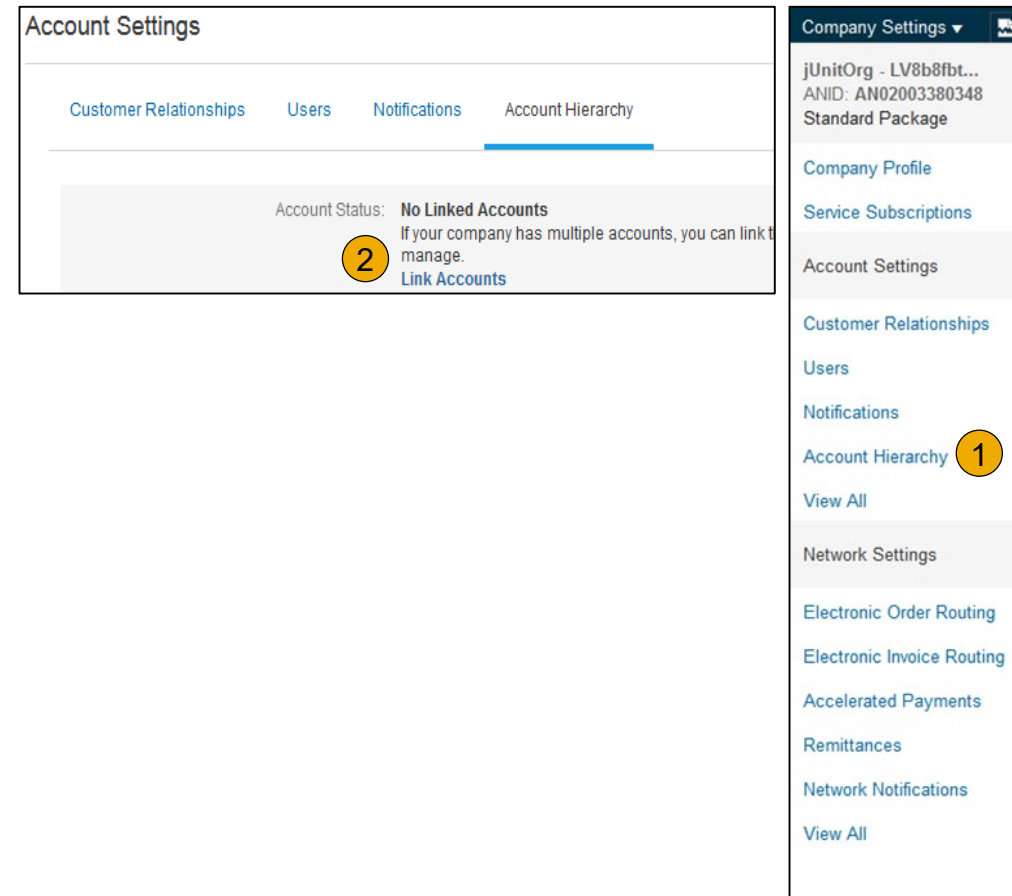 Account Settings
Customer Relationships Users Notifications Account Hierarchy
Account Status: No Linked Accounts
If your company has multiple accounts, you can link
manage.
2
Link Accounts
Company Settings ▾
jUnitOrg - LV8b8fbt...
ANID: AN02003380348
Standard Package
Company Profile
Service Subscriptions
Account Settings
Customer Relationships
Users
Notifications
Account Hierarchy 1
View All
Network Settings
Electronic Order Routing
Electronic Invoice Routing
Accelerated Payments
Remittances
Network Notifications
View All